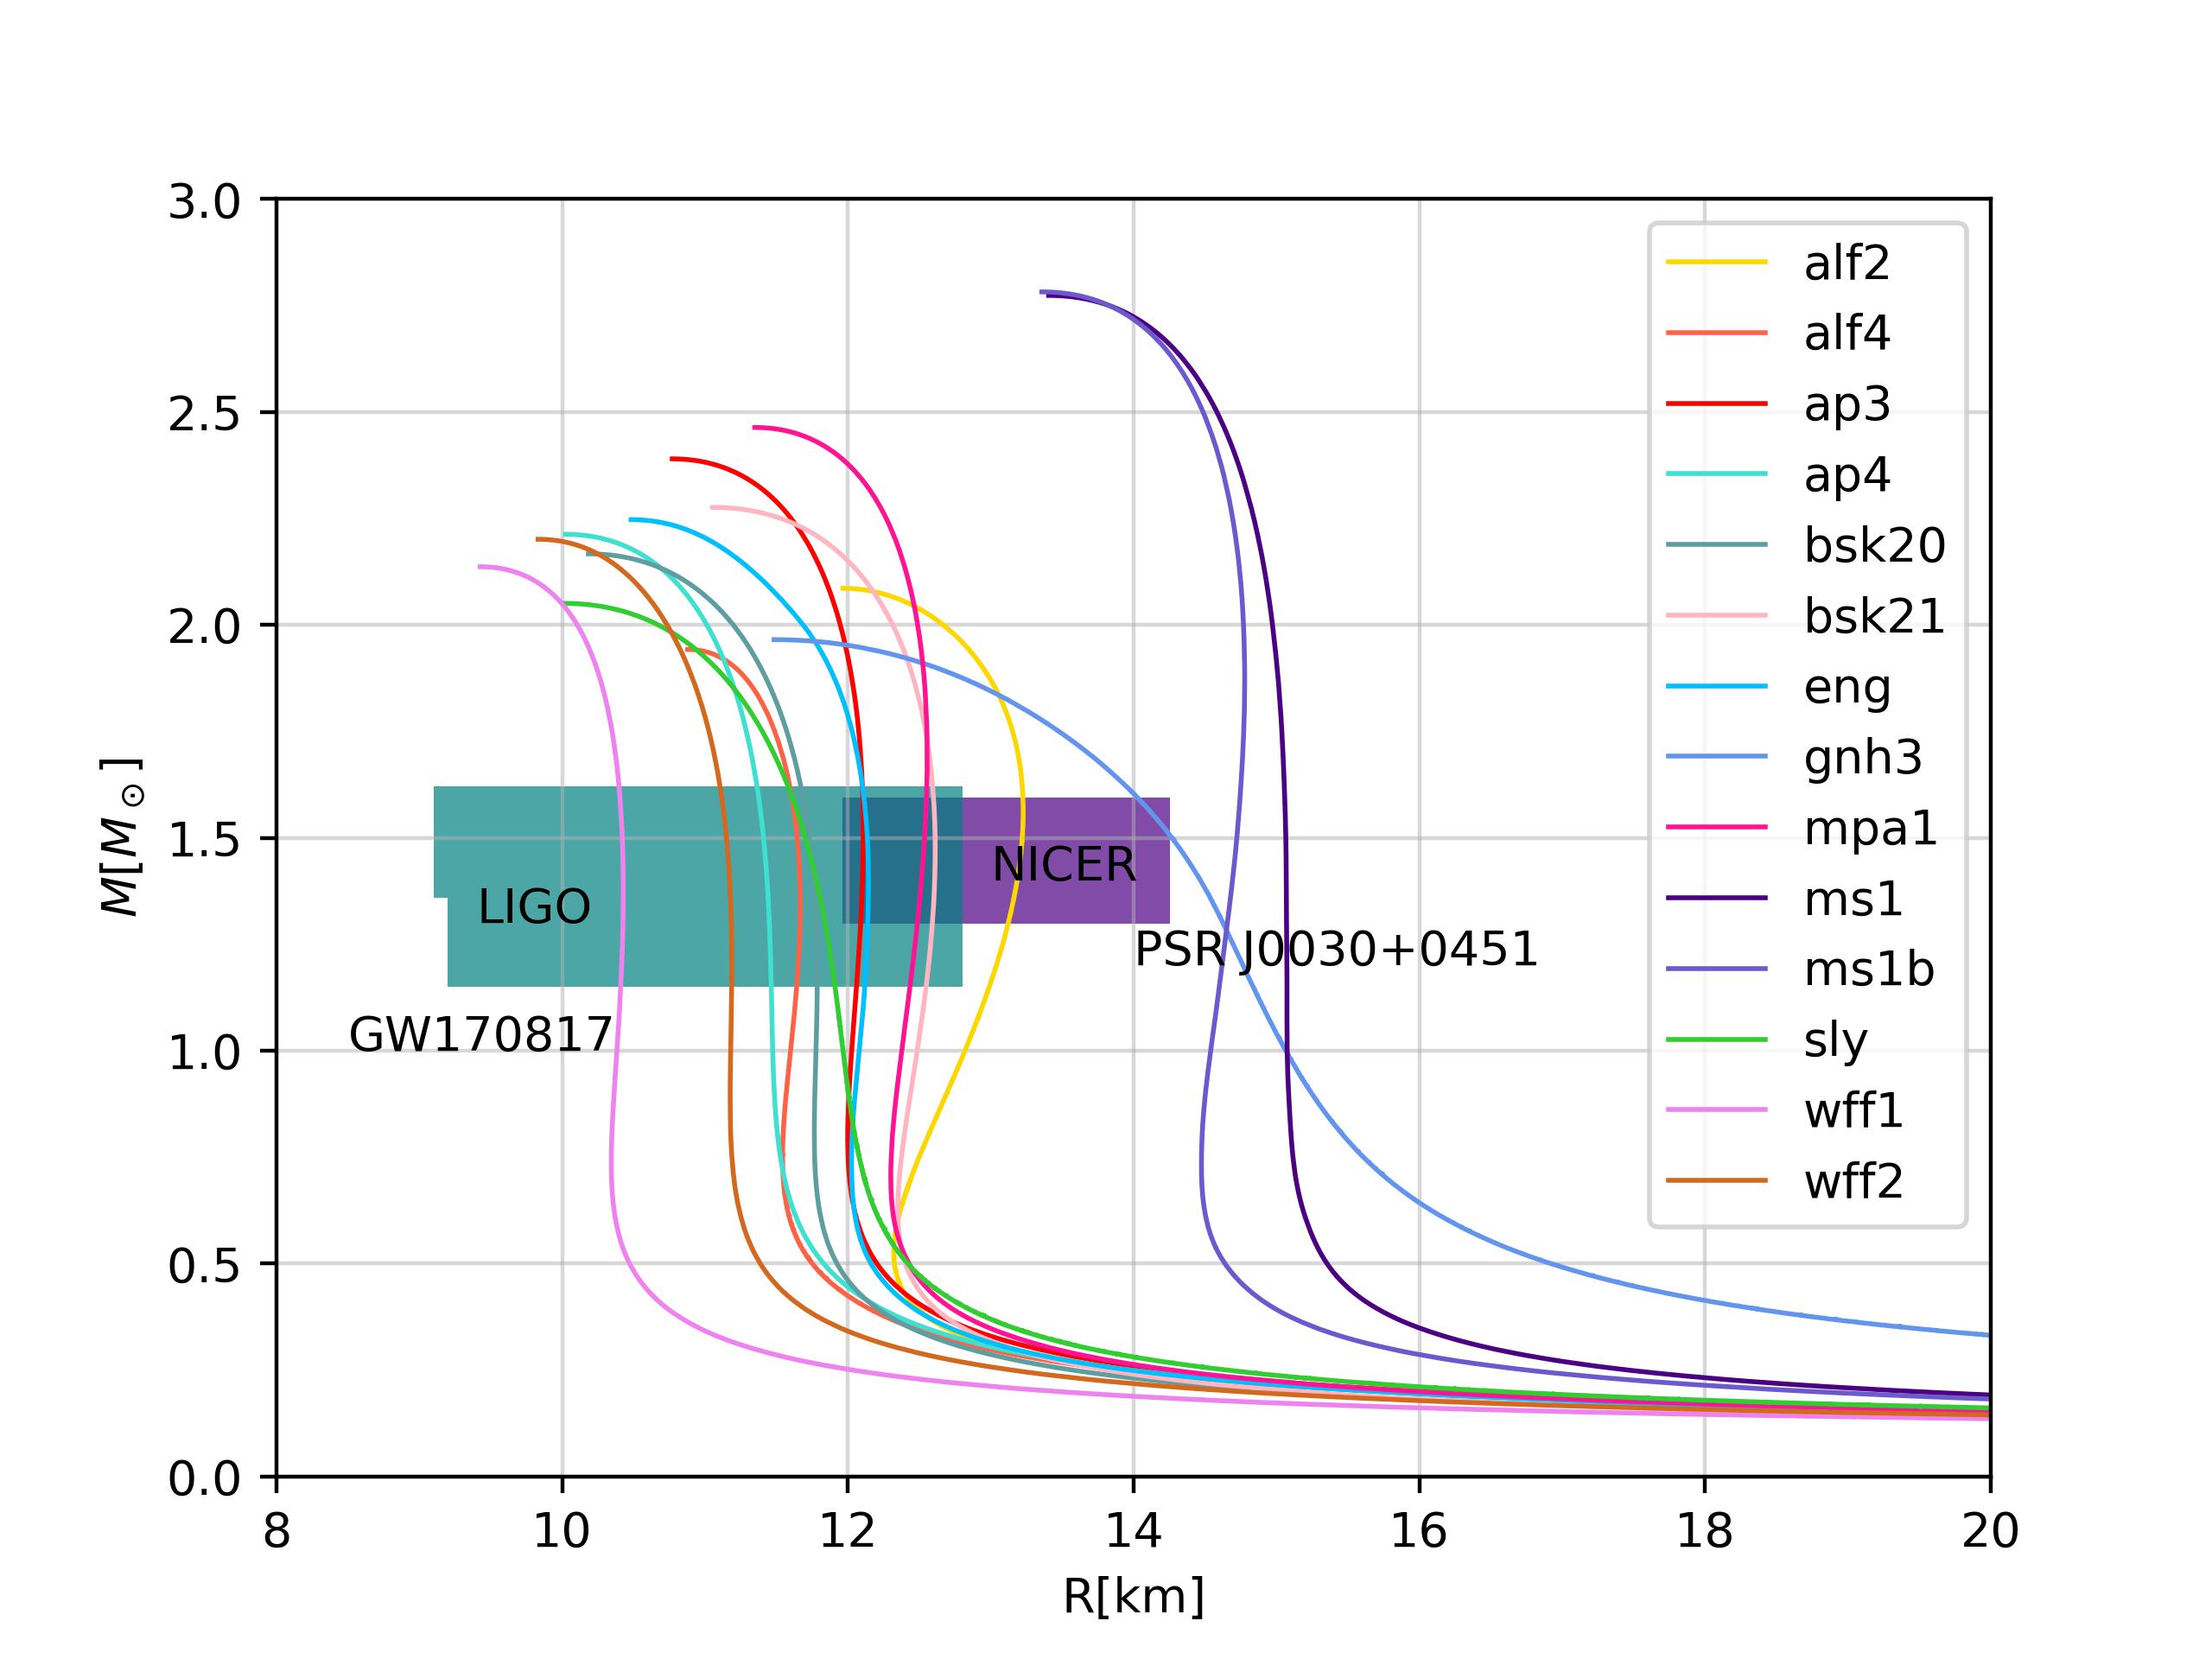 3.0
2.5
2.0
1.5
1.0
0.5
0.0
M[M⊙]
8 10 12 14 16 18 20
R[km]
LIGO
GW170817
NICER
PSR J0030+0451
alf2
alf4
ap3
ap4
bsk20
bsk21
eng
gnh3
mpa1
ms1
ms1b
sly
wff1
wff2